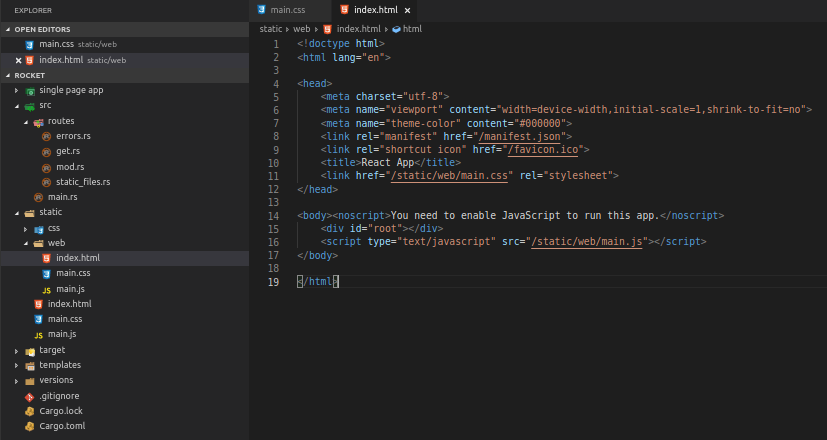 EXPLORER
OPEN EDITORS
main.css static/web
index.html static/web
ROCKET
single page app
src
routes
errors.rs
get.rs
mod.rs
static_files.rs
main.rs
static
css
web
index.html
main.css
JS main.js
index.html
main.css
JS main.js
target
templates
versions
.gitignore
Cargo.lock
Cargo.toml
main.css index.html
static › web › index.html › html
1 <!doctype html>
2 <html lang="en">
3
4 <head>
5 <meta charset="utf-8">
6 <meta name="viewport" content="width=device-width,initial-scale=1,shrink-to-fit=no">
7 <meta name="theme-color" content="#000000">
8 <link rel="manifest" href="/manifest.json">
9 <link rel="shortcut icon" href="/favicon.ico">
10 <title>React App</title>
11 <link href="/static/web/main.css" rel="stylesheet">
12 </head>
13
14 <body><noscript>You need to enable JavaScript to run this app.</noscript>
15 <div id="root"></div>
16 <script type="text/javascript" src="/static/web/main.js"></script>
17 </body>
18
19 </html>